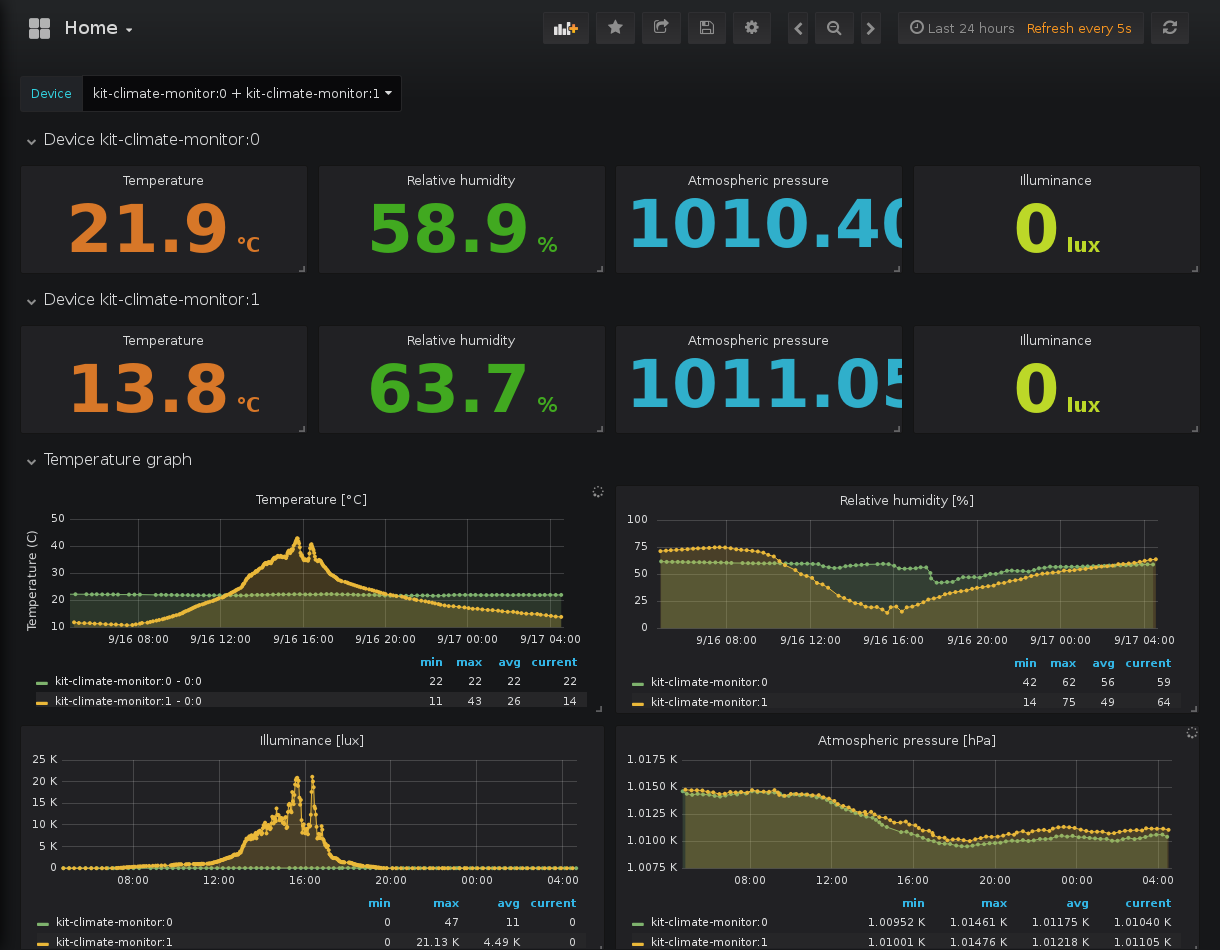 Home
Last 24 hours Refresh every 5s
Device kit-climate-monitor:0 + kit-climate-monitor:1
Device kit-climate-monitor:0
Temperature Relative humidity Atmospheric pressure Illuminance
21.9 °C 58.9 % 1010.40 0 lux
Device kit-climate-monitor:1
Temperature Relative humidity Atmospheric pressure Illuminance
13.8 °C 63.7 % 1011.05 0 lux
Temperature graph
Temperature [°C]
Temperature (C)
50
40
30
20
10
9/16 08:00 9/16 12:00 9/16 16:00 9/16 20:00 9/17 00:00 9/17 04:00
min max avg current
kit-climate-monitor:0 - 0:0 22 22 22 22
kit-climate-monitor:1 - 0:0 11 43 26 14
Relative humidity [%]
100
75
50
25
0
9/16 08:00 9/16 12:00 9/16 16:00 9/16 20:00 9/17 00:00 9/17 04:00
min max avg current
kit-climate-monitor:0 42 62 56 59
kit-climate-monitor:1 14 75 49 64
Illuminance [lux]
25 K
20 K
15 K
10 K
5 K
0
08:00 12:00 16:00 20:00 00:00 04:00
min max avg current
kit-climate-monitor:0 0 47 11 0
kit-climate-monitor:1 0 21.13 K 4.49 K 0
Atmospheric pressure [hPa]
1.0175 K
1.0150 K
1.0125 K
1.0100 K
1.0075 K
08:00 12:00 16:00 20:00 00:00 04:00
min max avg current
kit-climate-monitor:0 1.00952 K 1.01461 K 1.01175 K 1.01040 K
kit-climate-monitor:1 1.01001 K 1.01476 K 1.01218 K 1.01105 K